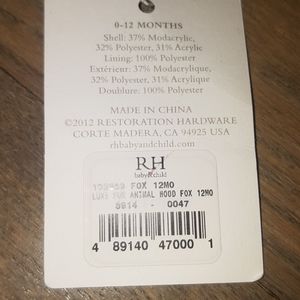 0-12 MONTHS
Shell: 37% Modacrylic,
32% Polyester, 31% Acrylic
Lining: 100% Polyester
Extérieur: 37% Modacrylique,
32% Polyester, 31% Acrylique
Doublure: 100% Polyester
MADE IN CHINA
©2012 RESTORATION HARDWARE
CORTE MADERA, CA 94925 USA
rhbabyandchild.com
RH
baby&child
FOX 12MO
LUXE FUR ANIMAL HOOD FOX 12MO
8914 - 0047
4 89140 47000 1